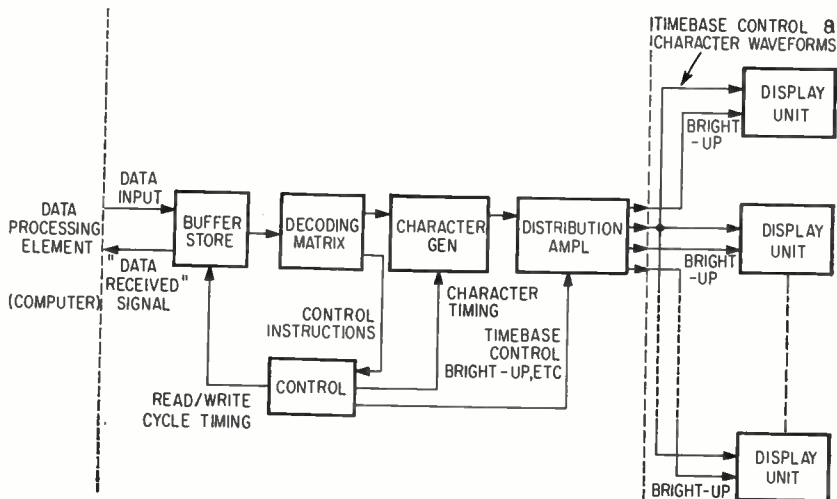 TIMEBASE CONTROL a
CHARACTER WAVEFORMS
DISPLAY
UNIT
BRIGHT
-UP
DATA
INPUT
DATA
PROCESSING
ELEMENT
(COMPUTER)
"DATA
RECEIVED"
SIGNAL
BUFFER
STORE
DECODING
MATRIX
CHARACTER
GEN
DISTRIBUTION
AMPL
DISPLAY
UNIT
BRIGHT
-UP
CONTROL
INSTRUCTIONS
CHARACTER
TIMING
TIMEBASE
CONTROL
BRIGHT-UP,ETC
CONTROL
READ/WRITE
CYCLE TIMING
DISPLAY
UNIT
BRIGHT-UP